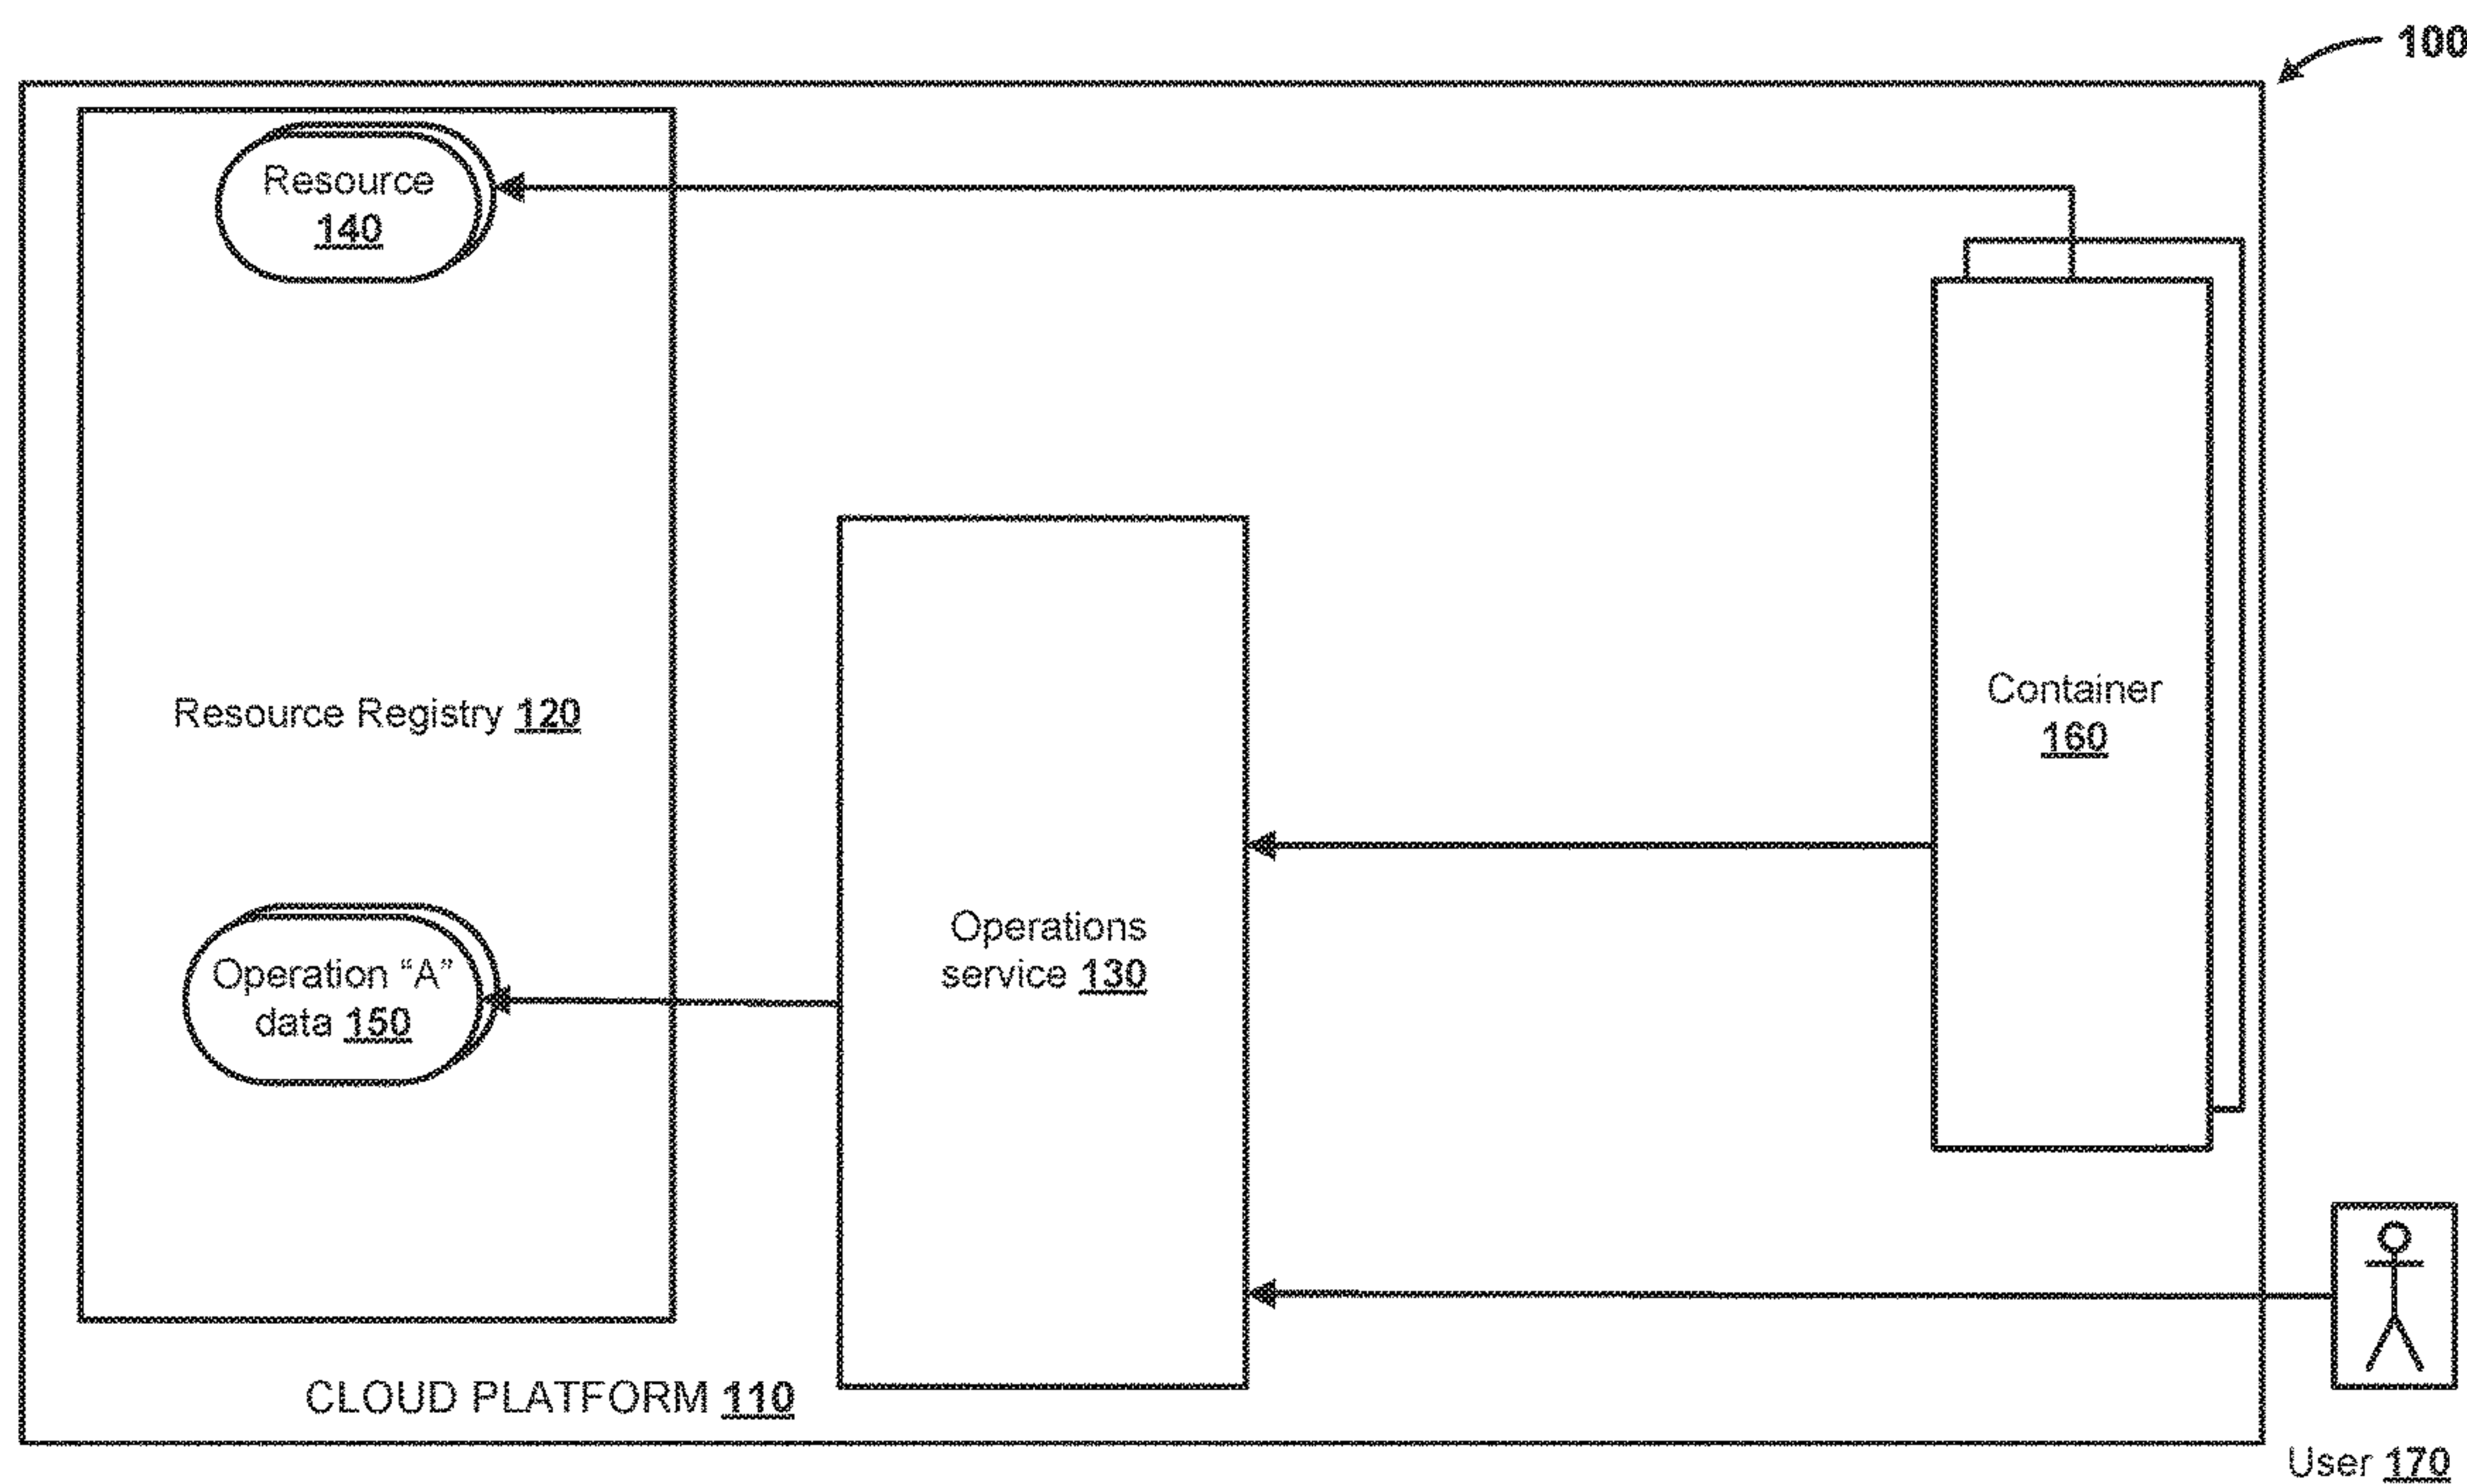 100
Resource
140
Resource Registry 120
Container
160
Operations
service 130
Operation “A”
data 150
CLOUD PLATFORM 110
User 170